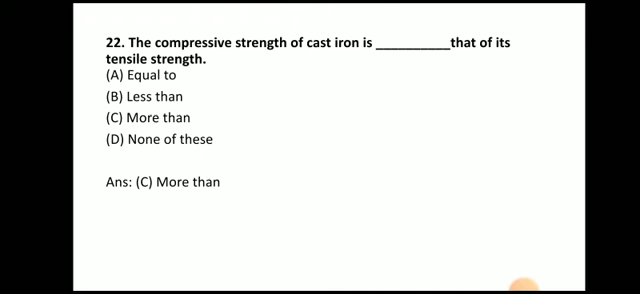 22. The compressive strength of cast iron is __________that of its
tensile strength.
(A) Equal to
(B) Less than
(C) More than
(D) None of these
Ans: (C) More than